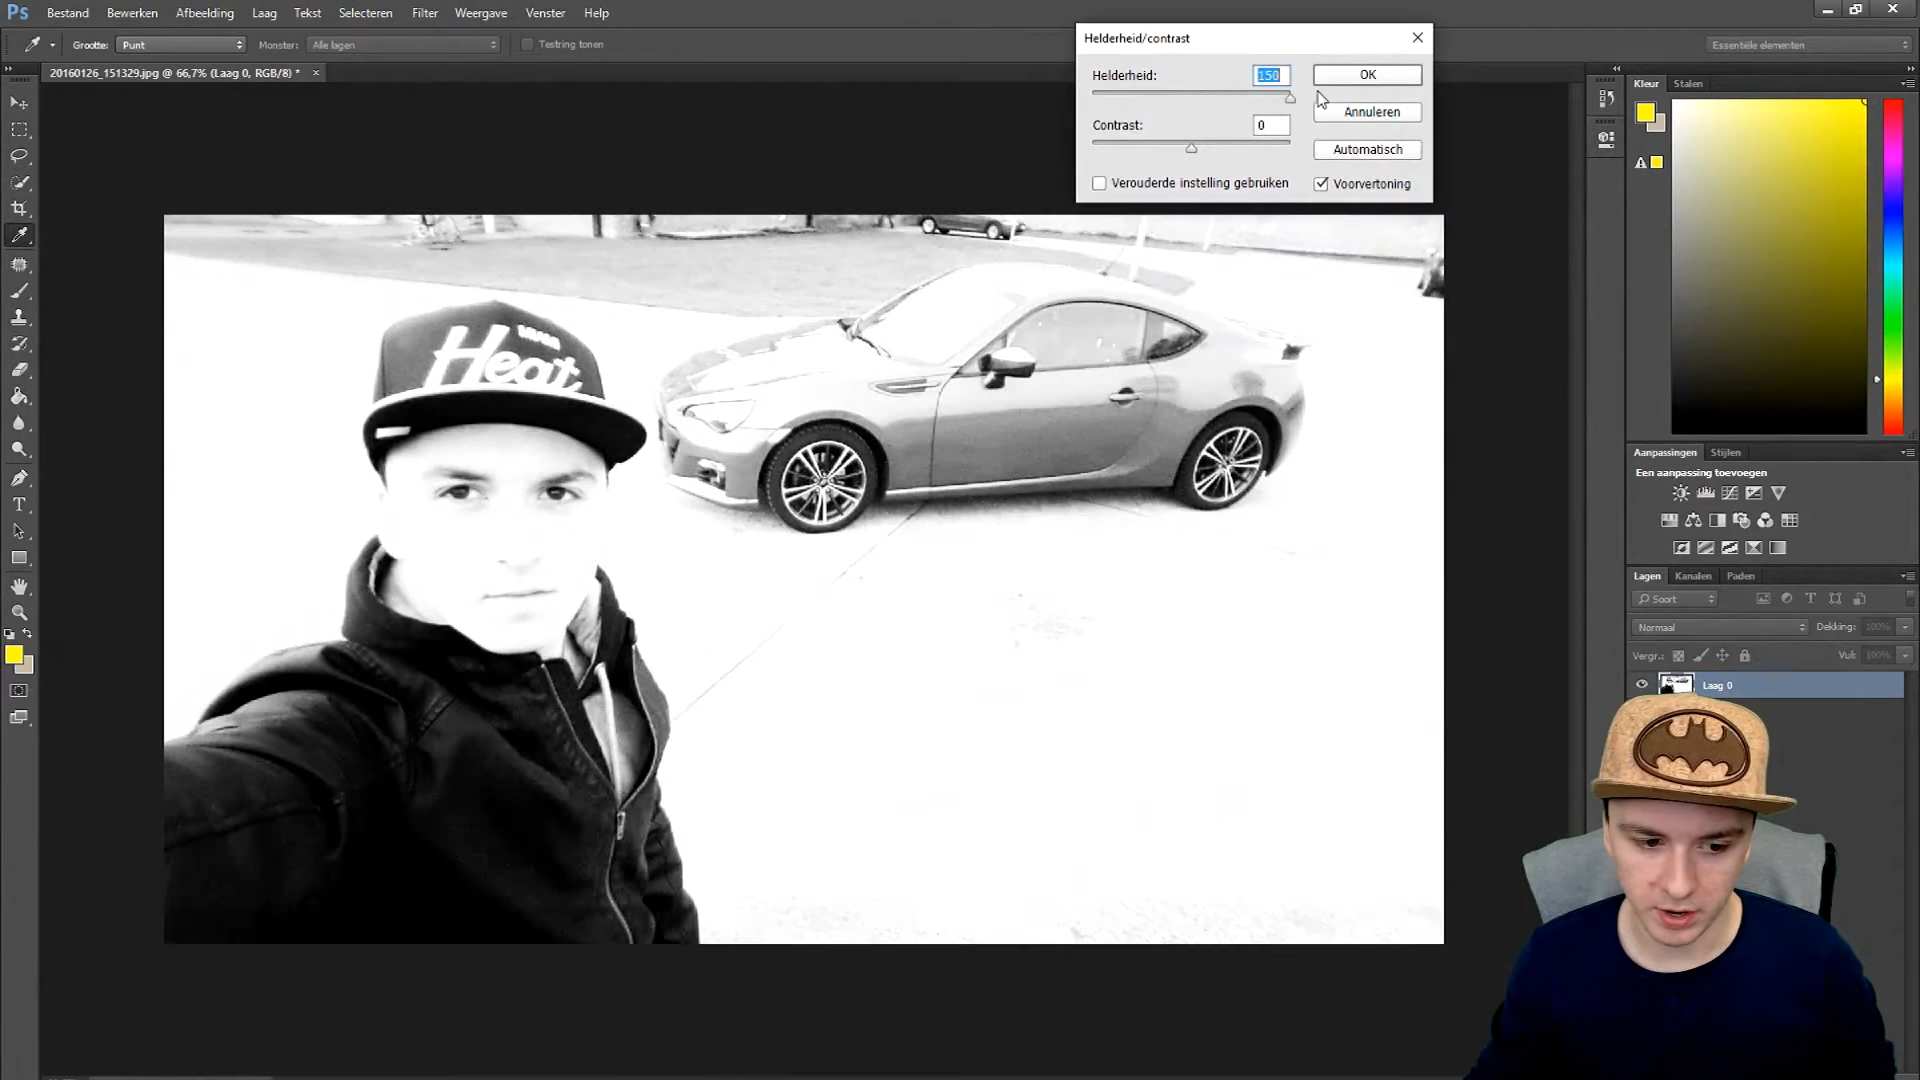 Ps Bestand Bewerken Afbeelding Laag Tekst Selecteren Filter Weergave Venster Help
Grootte: Punt Monster: Alle lagen Testring tonen Essentiële elementen
20160126_151329.jpg @ 66,7% (Laag 0, RGB/8) *
Helderheid/contrast
Helderheid: 150 OK
Annuleren
Contrast: 0
Automatisch
Verouderde instelling gebruiken Voorvertoning
Kleur Stalen
Aanpassingen Stijlen
Een aanpassing toevoegen
Lagen Kanalen Paden
Soort
Normaal Dekking: 100%
Vergr.: Vul: 100%
Laag 0
Heat